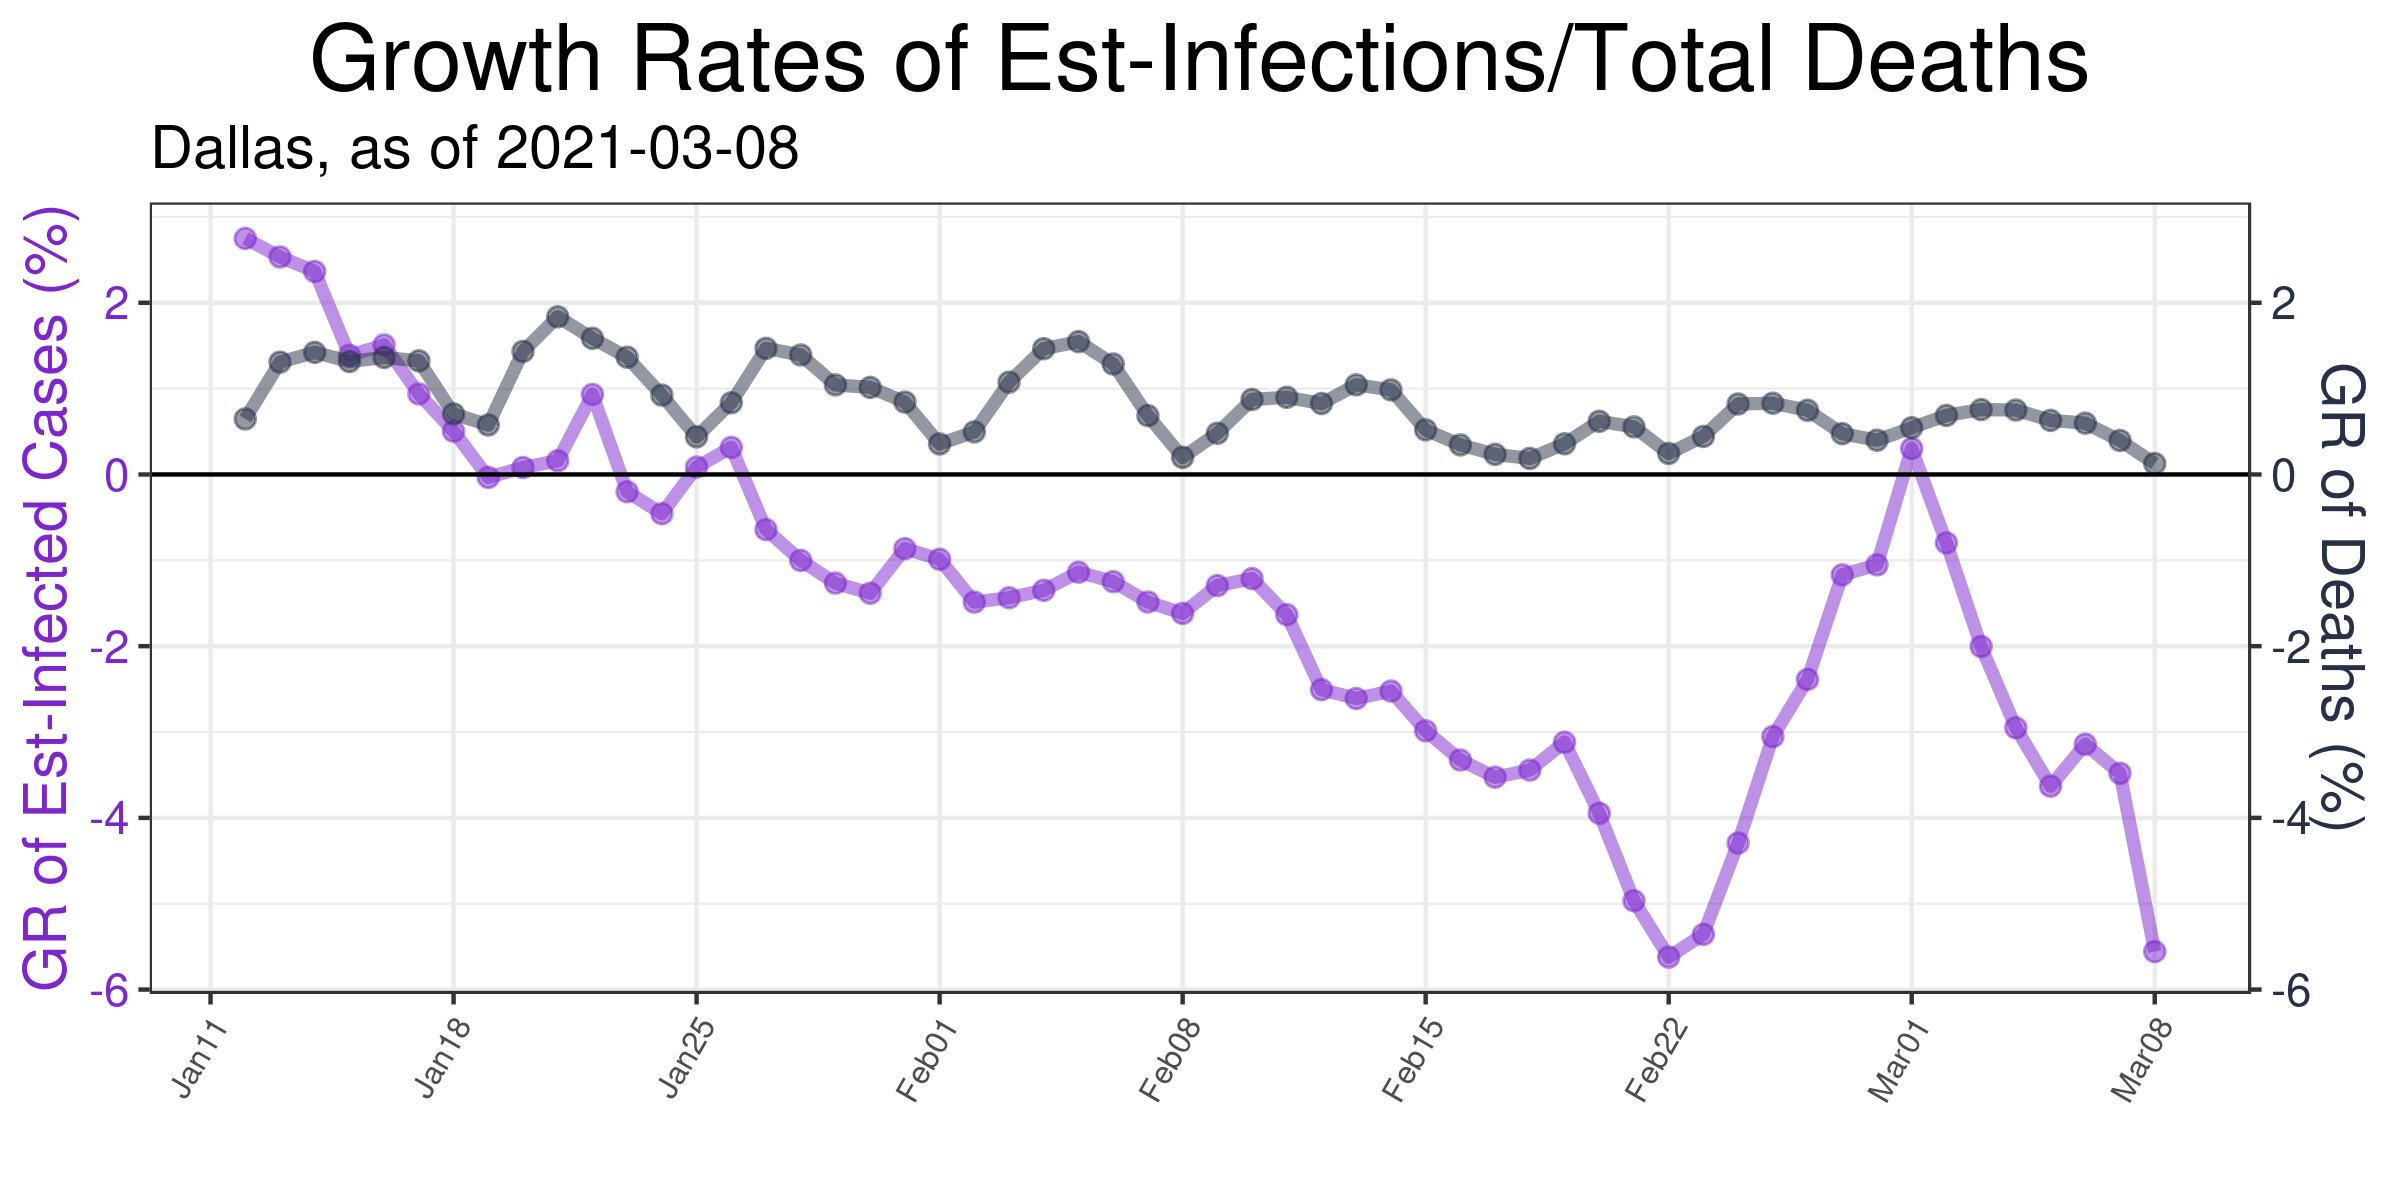 Growth Rates of Est-Infections/Total Deaths
Dallas, as of 2021-03-08
GR of Est-Infected Cases (%)
2
0
-2
-4
-6
2
0
-2
-4
-6
GR of Deaths (%)
Jan11
Jan18
Jan25
Feb01
Feb08
Feb15
Feb22
Mar01
Mar08